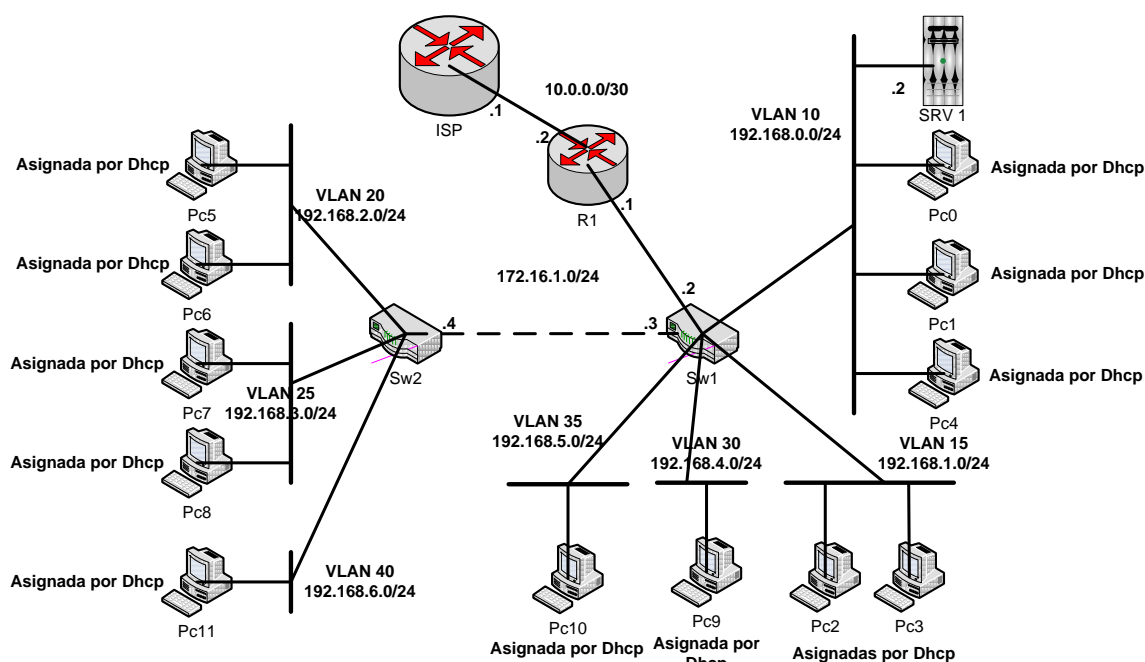 ISP
10.0.0.0/30
.1
.2
R1
.1
VLAN 10
192.168.0.0/24
.2
SRV 1
Asignada por Dhcp
Pc0
Asignada por Dhcp
Pc1
Asignada por Dhcp
Pc4
Asignada por Dhcp
Pc5
VLAN 20
192.168.2.0/24
Asignada por Dhcp
Pc6
Asignada por Dhcp
Pc7
VLAN 25
192.168.3.0/24
Asignada por Dhcp
Pc8
Asignada por Dhcp
Pc11
VLAN 40
192.168.6.0/24
172.16.1.0/24
.2
.4
.3
Sw2
Sw1
VLAN 35
192.168.5.0/24
VLAN 30
192.168.4.0/24
VLAN 15
192.168.1.0/24
Pc10
Asignada por Dhcp
Pc9
Asignada por
Dhcp
Pc2
Pc3
Asignadas por Dhcp